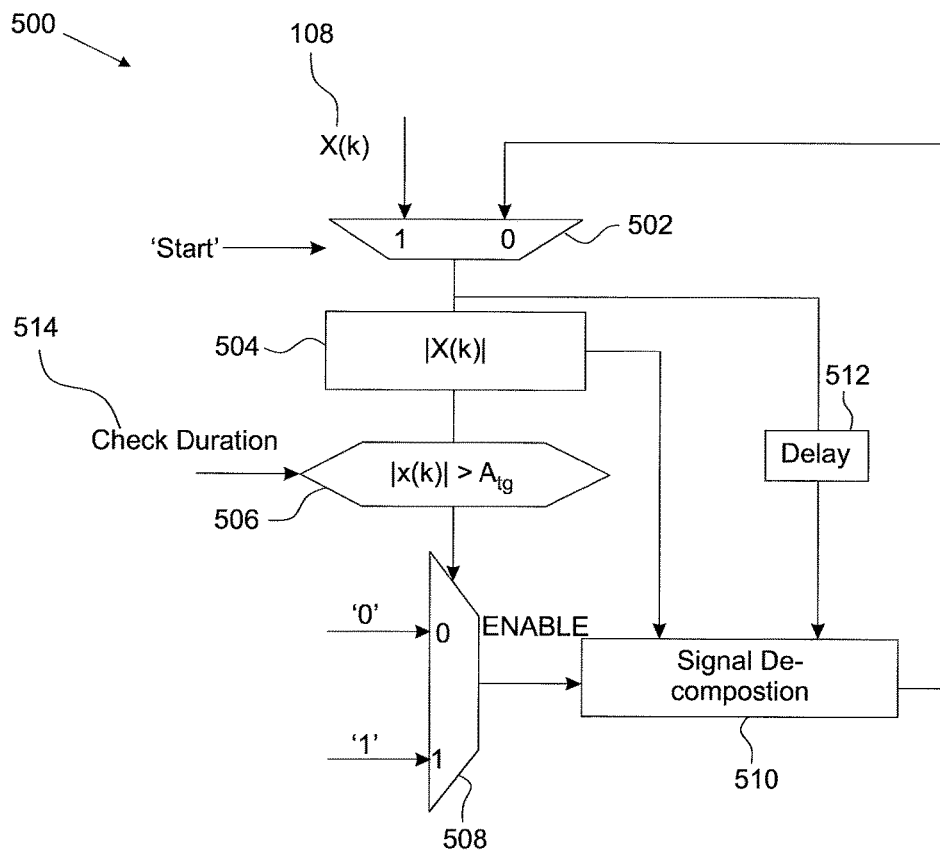 500
108
X(k)
1 0
502
'Start'
504
|X(k)|
514
512
Check Duration
Delay
|x(k)| > Atg
506
'0'
0
ENABLE
Signal De-
compostion
'1'
1
510
508